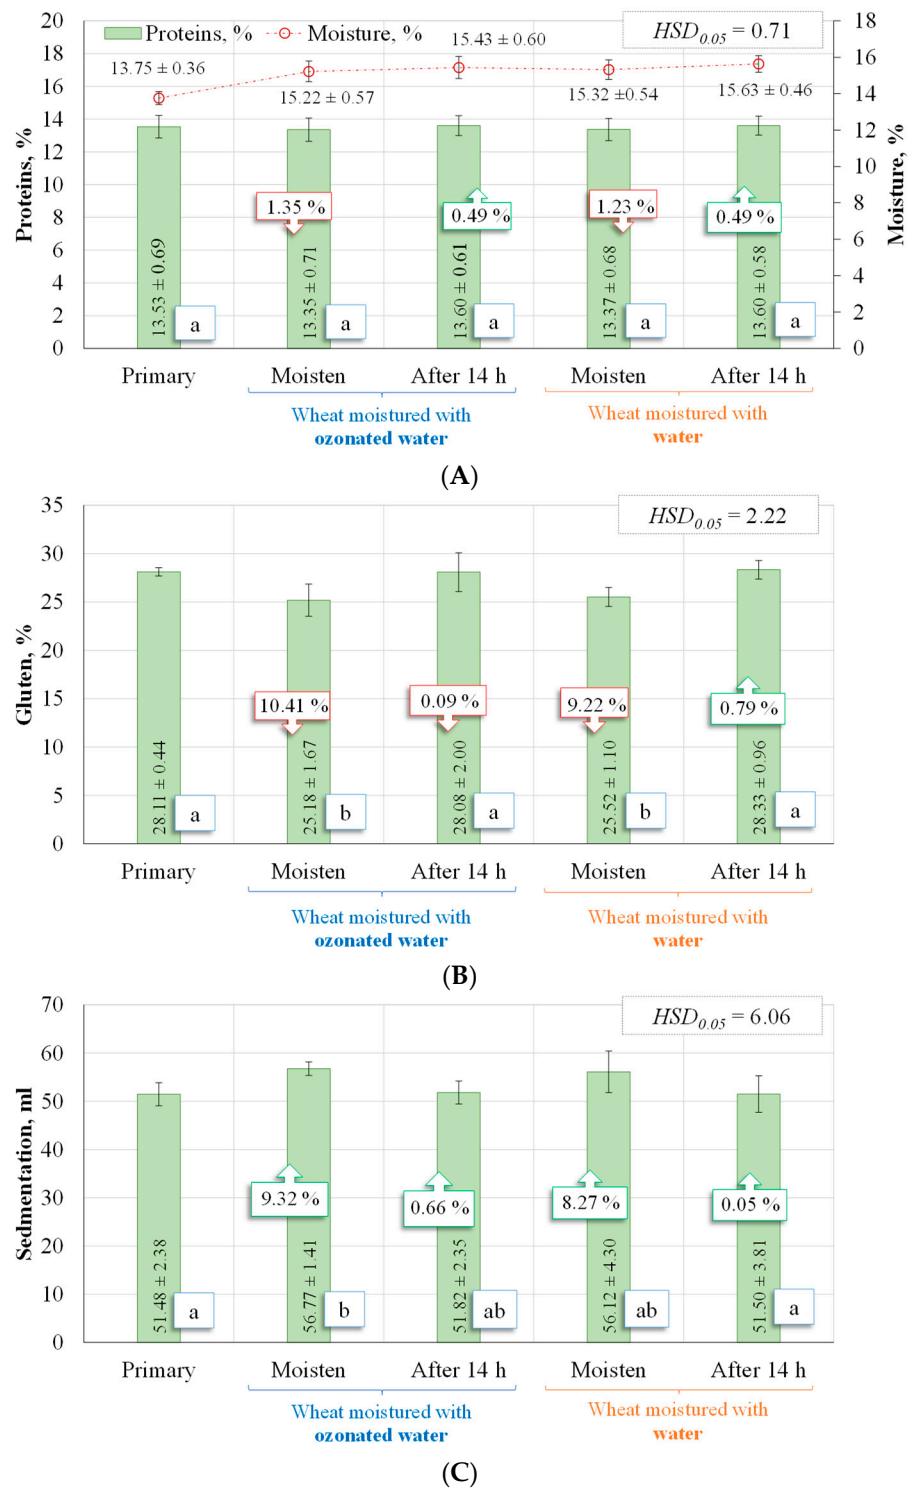 20
18
16
14
12
10
8
6
4
2
0
Proteins, %
Proteins, %
Moisture, %
HSD0.05 = 0.71
18
16
14
12
10
8
6
4
2
0
Moisture, %
13.75 ± 0.36
15.22 ± 0.57
15.43 ± 0.60
15.32 ±0.54
15.63 ± 0.46
1.35 %
0.49 %
1.23 %
0.49 %
13.53 ± 0.69
13.35 ± 0.71
13.60 ± 0.61
13.37 ± 0.68
13.60 ± 0.58
a
a
a
a
a
Primary
Moisten
After 14 h
Moisten
After 14 h
Wheat moistured with
ozonated water
Wheat moistured with
water
(A)
35
30
25
20
15
10
5
0
Gluten, %
HSD0.05 = 2.22
10.41 %
0.09 %
9.22 %
0.79 %
28.11 ± 0.44
25.18 ± 1.67
28.08 ± 2.00
25.52 ± 1.10
28.33 ± 0.96
a
b
a
b
a
Primary
Moisten
After 14 h
Moisten
After 14 h
Wheat moistured with
ozonated water
Wheat moistured with
water
(B)
70
60
50
40
30
20
10
0
Sedmentation, ml
HSD0.05 = 6.06
9.32 %
0.66 %
8.27 %
0.05 %
51.48 ± 2.38
56.77 ± 1.41
51.82 ± 2.35
56.12 ± 4.30
51.50 ± 3.81
a
b
ab
ab
a
Primary
Moisten
After 14 h
Moisten
After 14 h
Wheat moistured with
ozonated water
Wheat moistured with
water
(C)